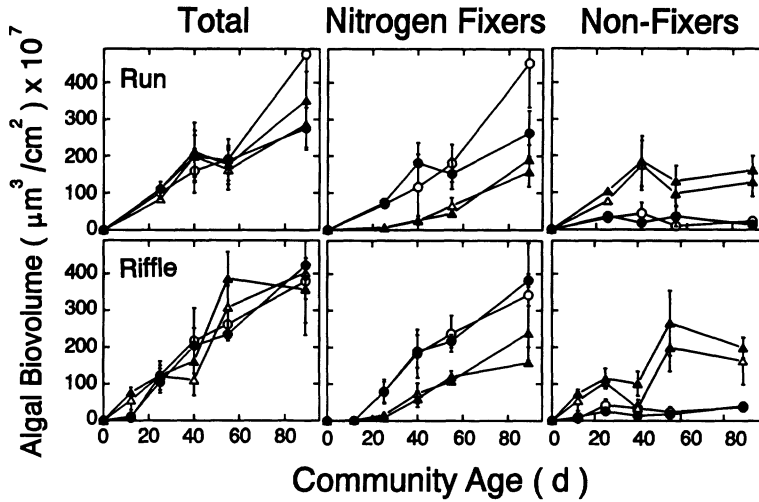 Total Nitrogen Fixers Non-Fixers
Algal Biovolume ( μm³ /cm² ) x 10⁷
400
300
200
100
0
Run
400
300
200
100
0
Riffle
0 20 40 60 80 0 20 40 60 80 0 20 40 60 80
Community Age ( d )